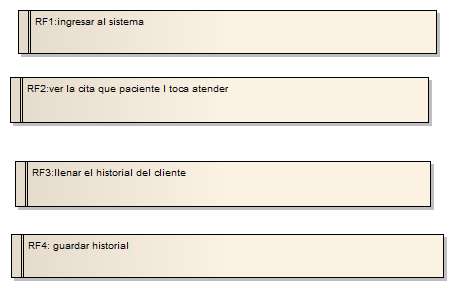 RF1:ingresar al sistema
RF2:ver la cita que paciente l toca atender
RF3:llenar el historial del cliente
RF4: guardar historial